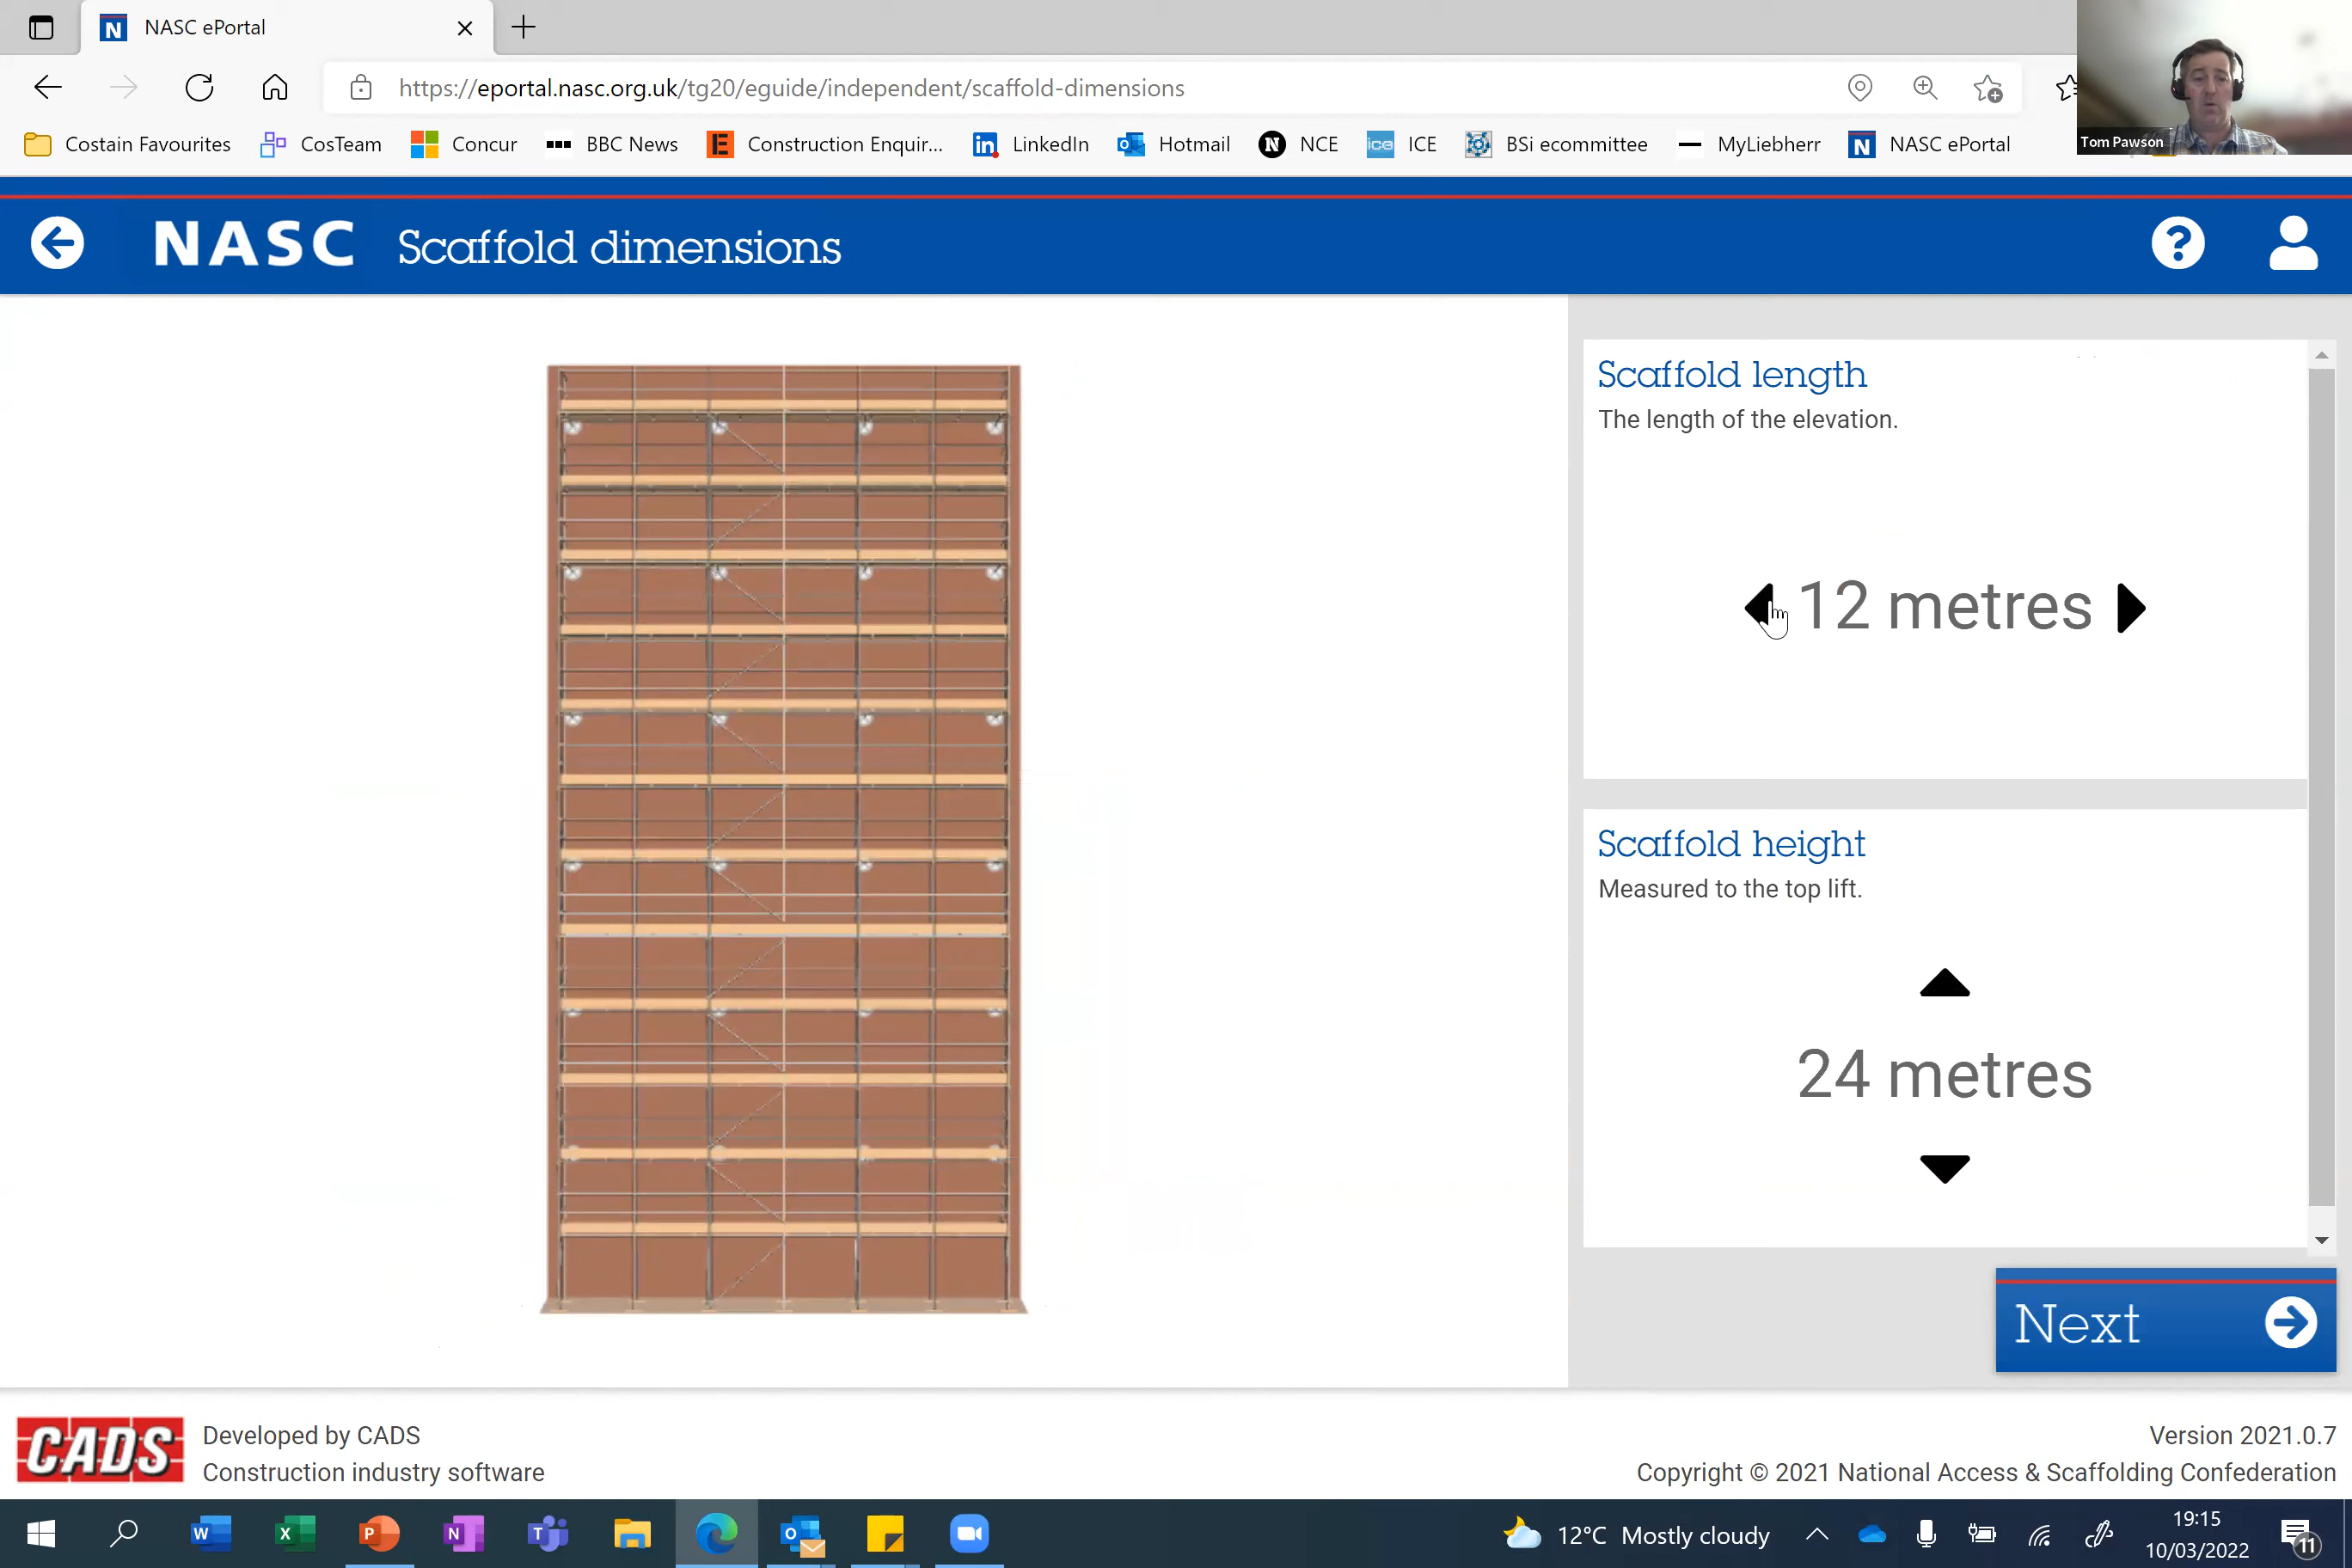 NASC ePortal
https://eportal.nasc.org.uk/tg20/eguide/independent/scaffold-dimensions
Costain Favourites
CosTeam
Concur
BBC News
Construction Enquir...
LinkedIn
Hotmail
NCE
ICE
BSi ecommittee
MyLiebherr
NASC ePortal
Tom Pawson
NASC Scaffold dimensions
Scaffold length
The length of the elevation.
12 metres
Scaffold height
Measured to the top lift.
24 metres
Next
CADS
Developed by CADS
Construction industry software
Version 2021.0.7
Copyright © 2021 National Access & Scaffolding Confederation
12°C Mostly cloudy
19:15
10/03/2022
11